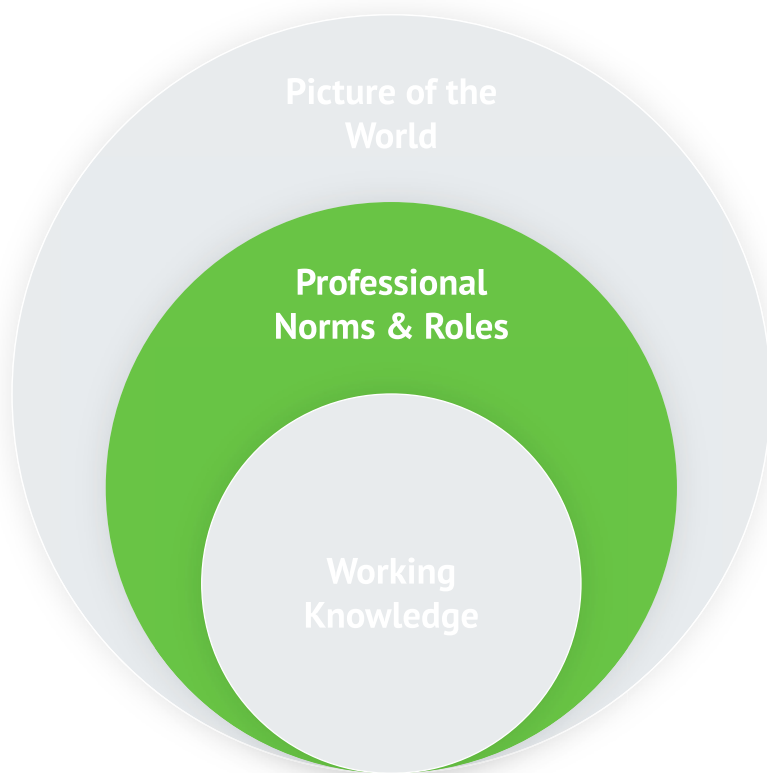 Picture of the
World
Professional
Norms & Roles
Working
Knowledge